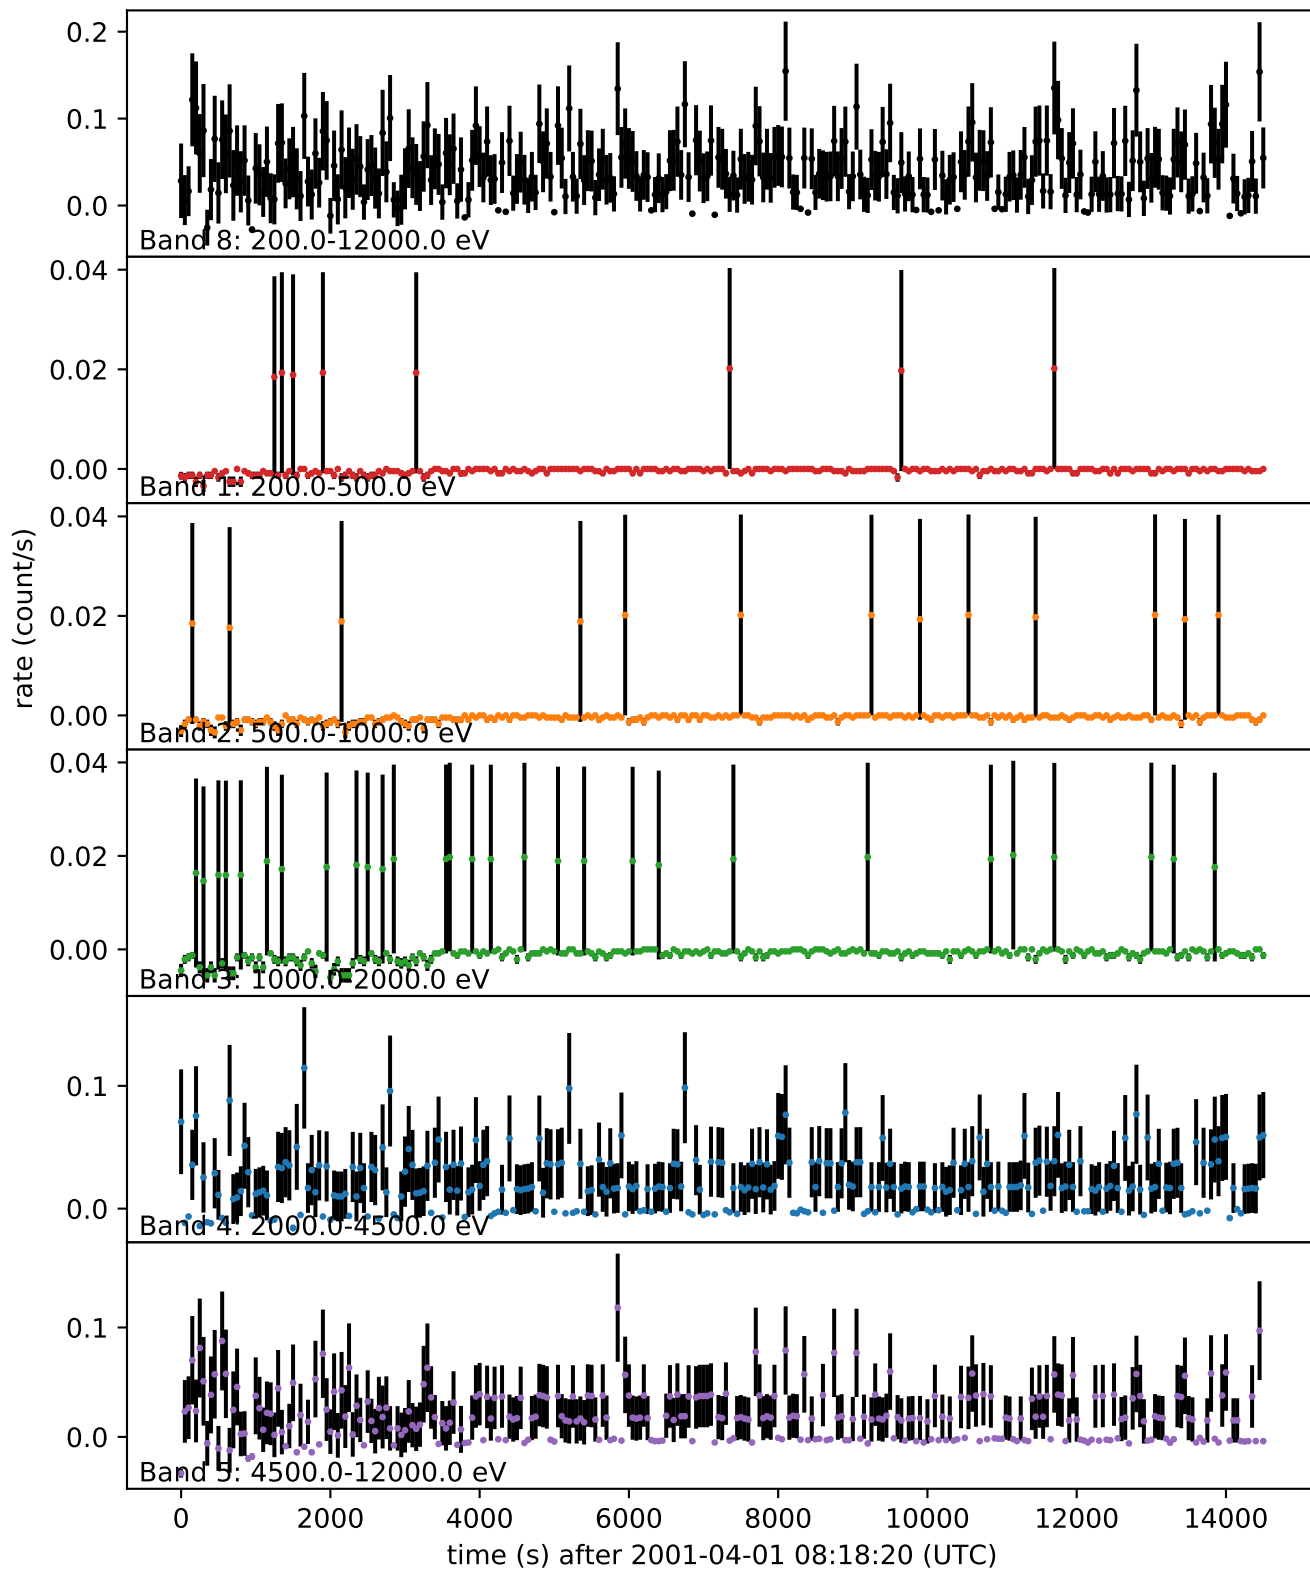 0.2
0.1
0.0
Band 8: 200.0-12000.0 eV
0.04
0.02
0.00
Band 1: 200.0-500.0 eV
0.04
0.02
0.00
Band 2: 500.0-1000.0 eV
rate (count/s)
0.04
0.02
0.00
Band 3: 1000.0-2000.0 eV
0.1
0.0
Band 4: 2000.0-4500.0 eV
0.1
0.0
Band 5: 4500.0-12000.0 eV
0 2000 4000 6000 8000 10000 12000 14000
time (s) after 2001-04-01 08:18:20 (UTC)